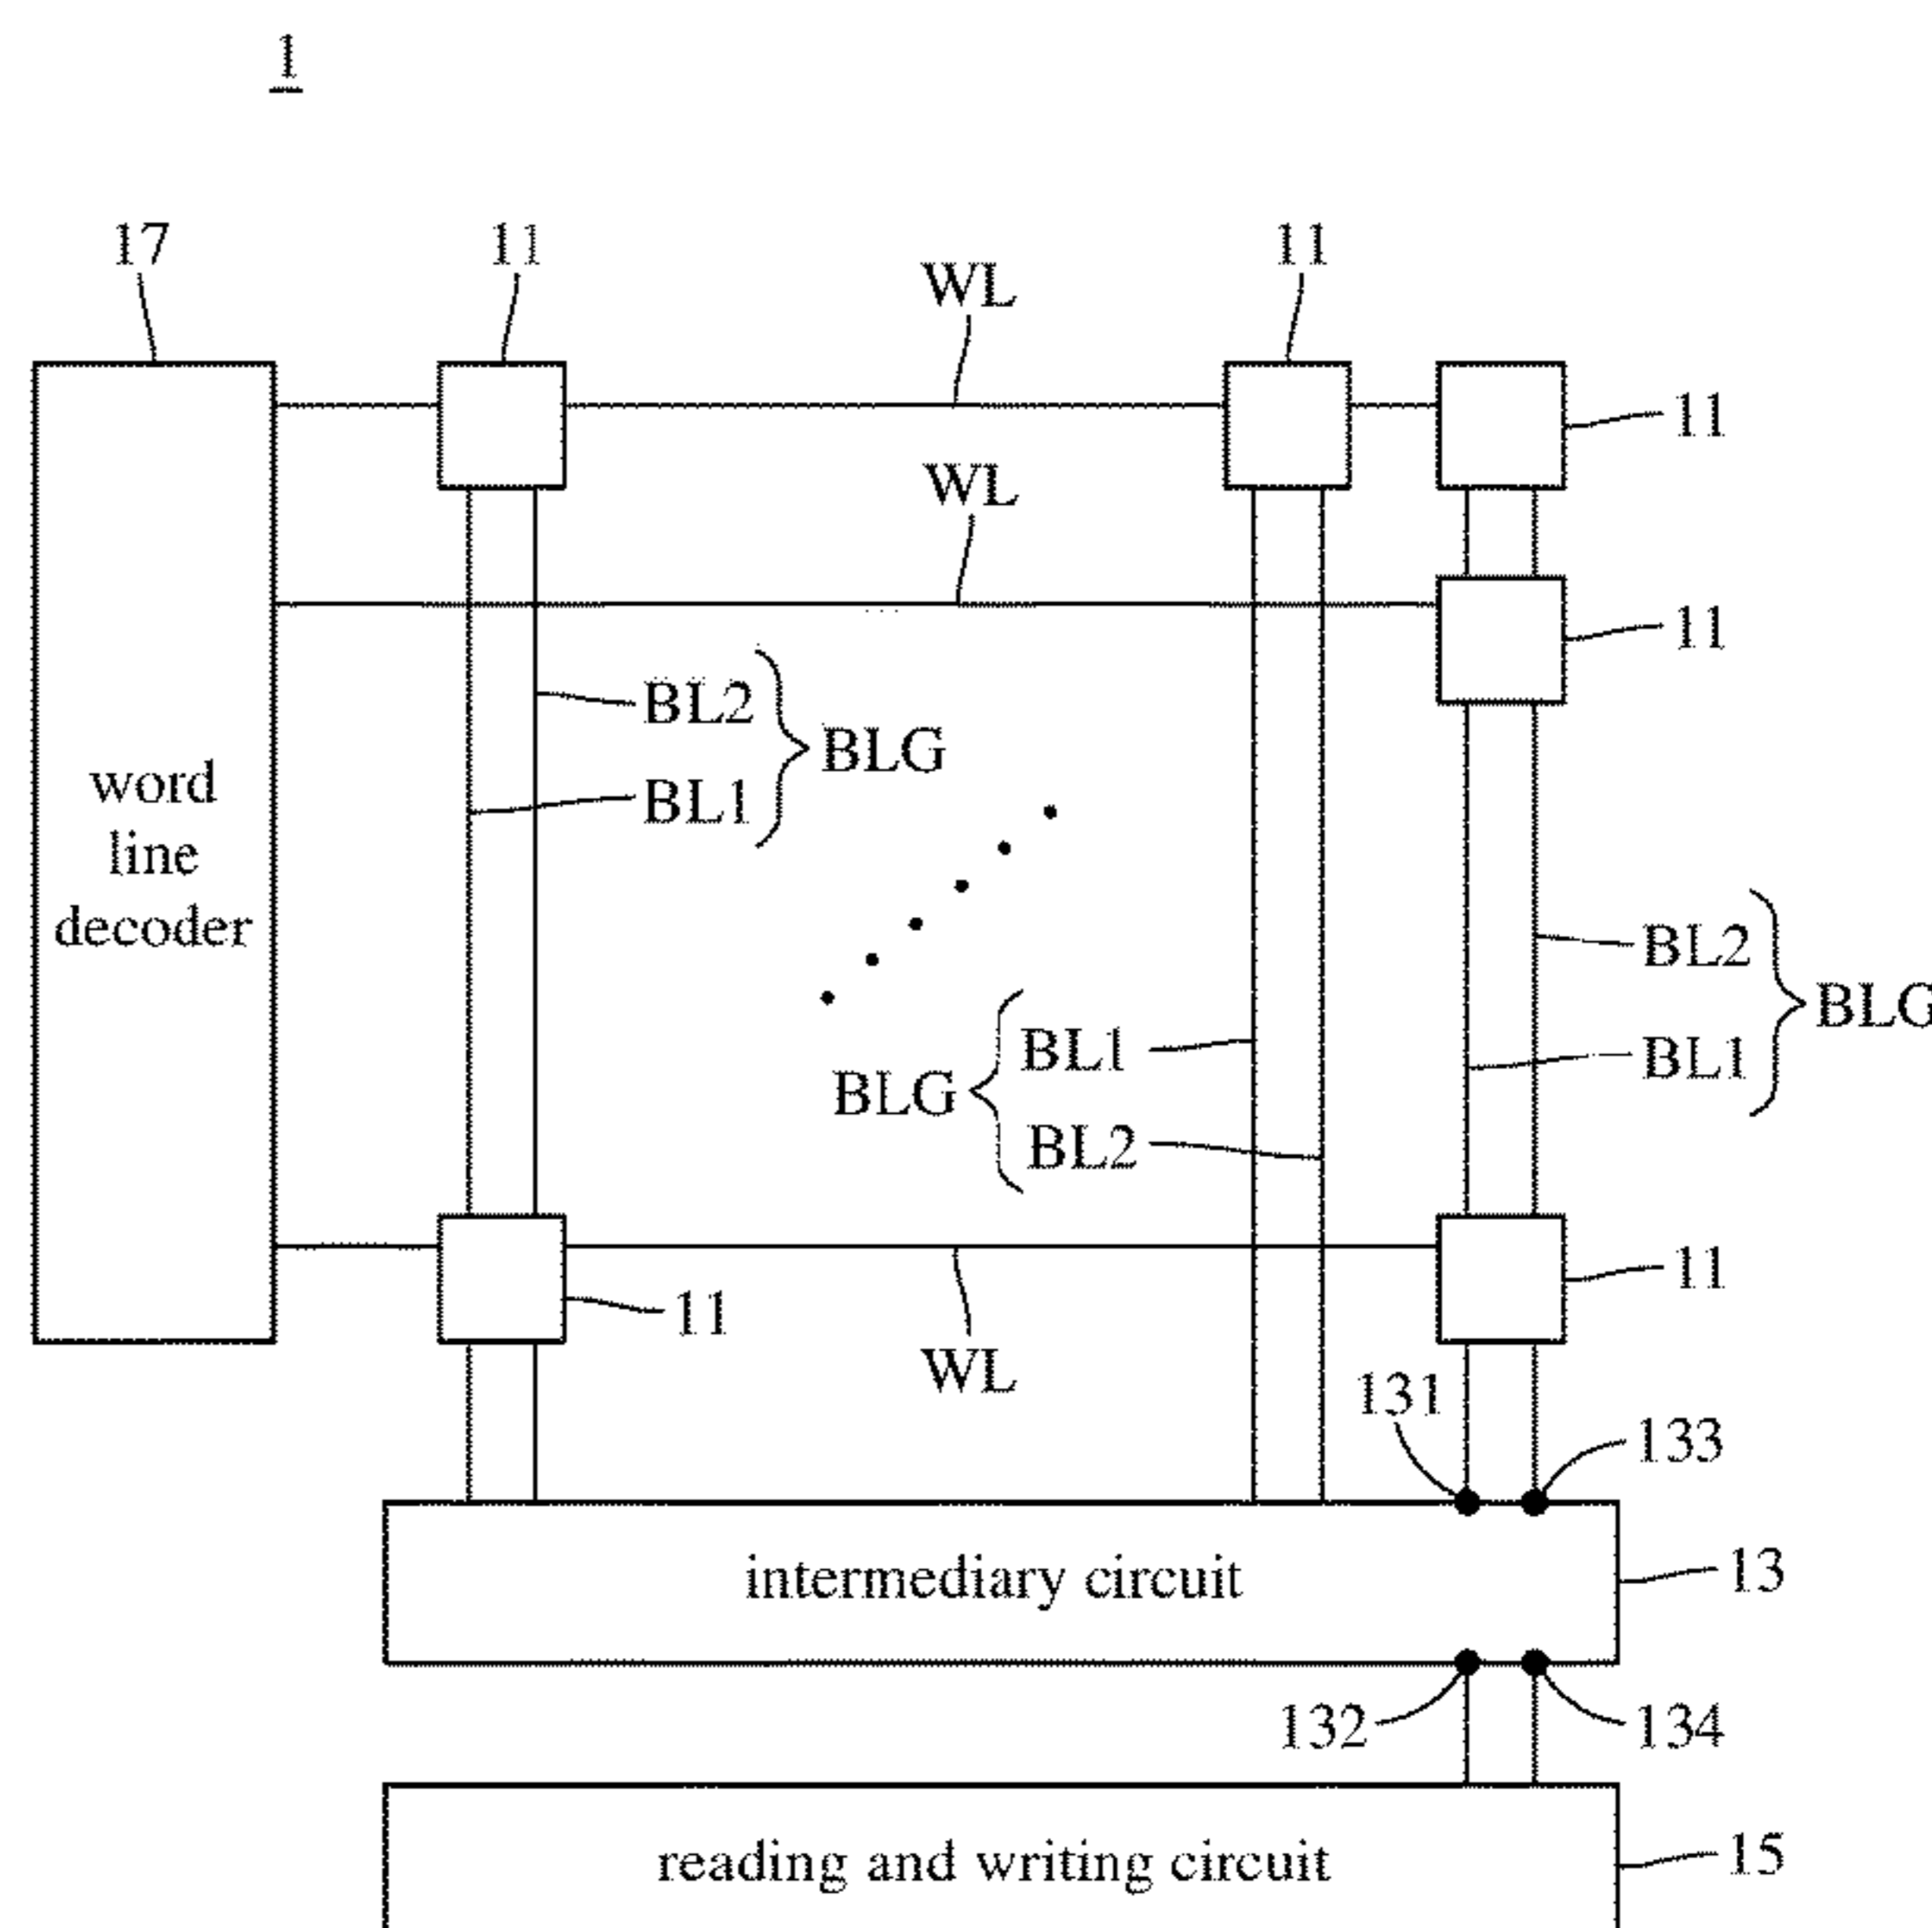 1
17
11
WL
11
11
WL
11
BL2
BLG
BL1
word
line
decoder
BL2
BL1
BLG
BL1
BLG
BL2
11
11
WL
131
133
intermediary circuit
13
132
134
reading and writing circuit
15